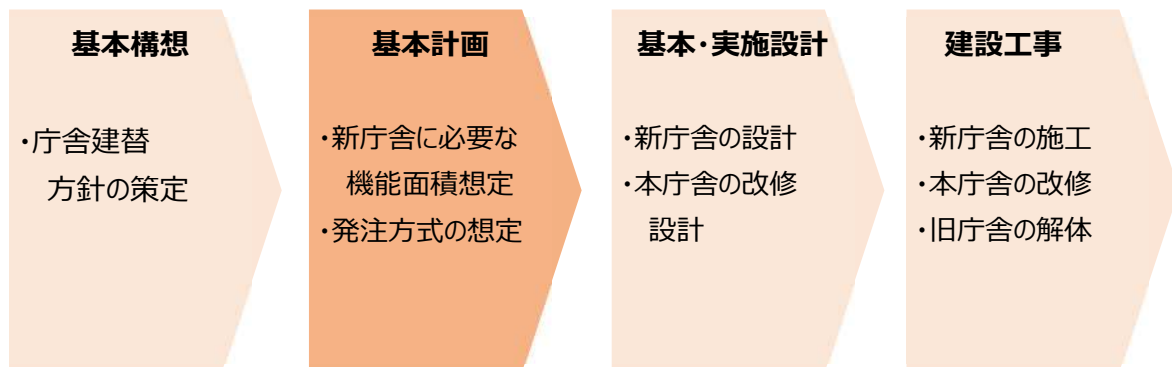 基本構想
・庁舎建替
方針の策定
基本計画
・新庁舎に必要な
機能面積想定
・発注方式の想定
基本・実施設計
・新庁舎の設計
・本庁舎の改修
設計
建設工事
・新庁舎の施工
・本庁舎の改修
・旧庁舎の解体